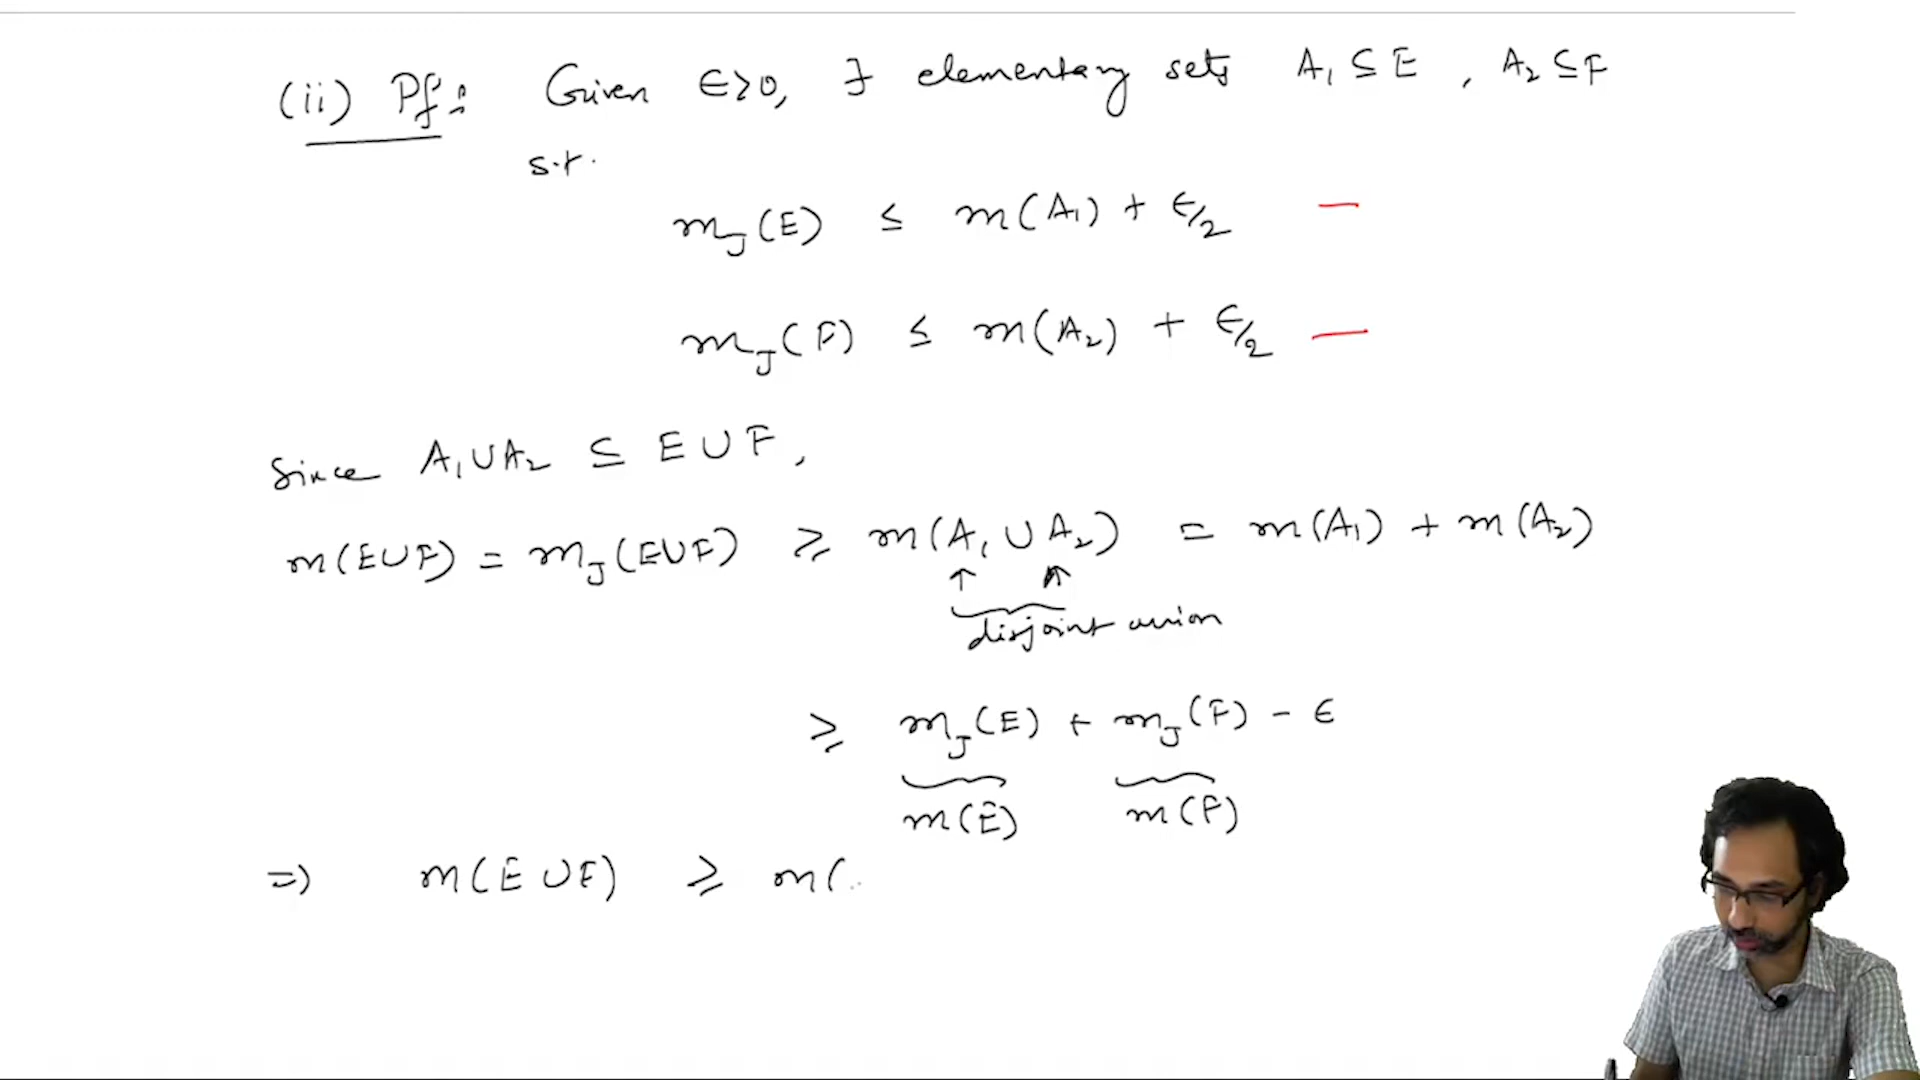 (ii) Pf: Given ϵ>0, ∃ elementary sets A₁ ⊆ E , A₂ ⊆ F
s.t.
m_J(E) ≤ m(A₁) + ϵ/2 —
m_J(F) ≤ m(A₂) + ϵ/2 —
Since A₁∪A₂ ⊆ E∪F,
m(E∪F) = m_J(E∪F) ≥ m(A₁∪A₂) = m(A₁) + m(A₂)
↑ ↑
disjoint union
≥ m_J(E) + m_J(F) - ϵ
m(E) m(F)
⇒ m(E∪F) ≥ m(